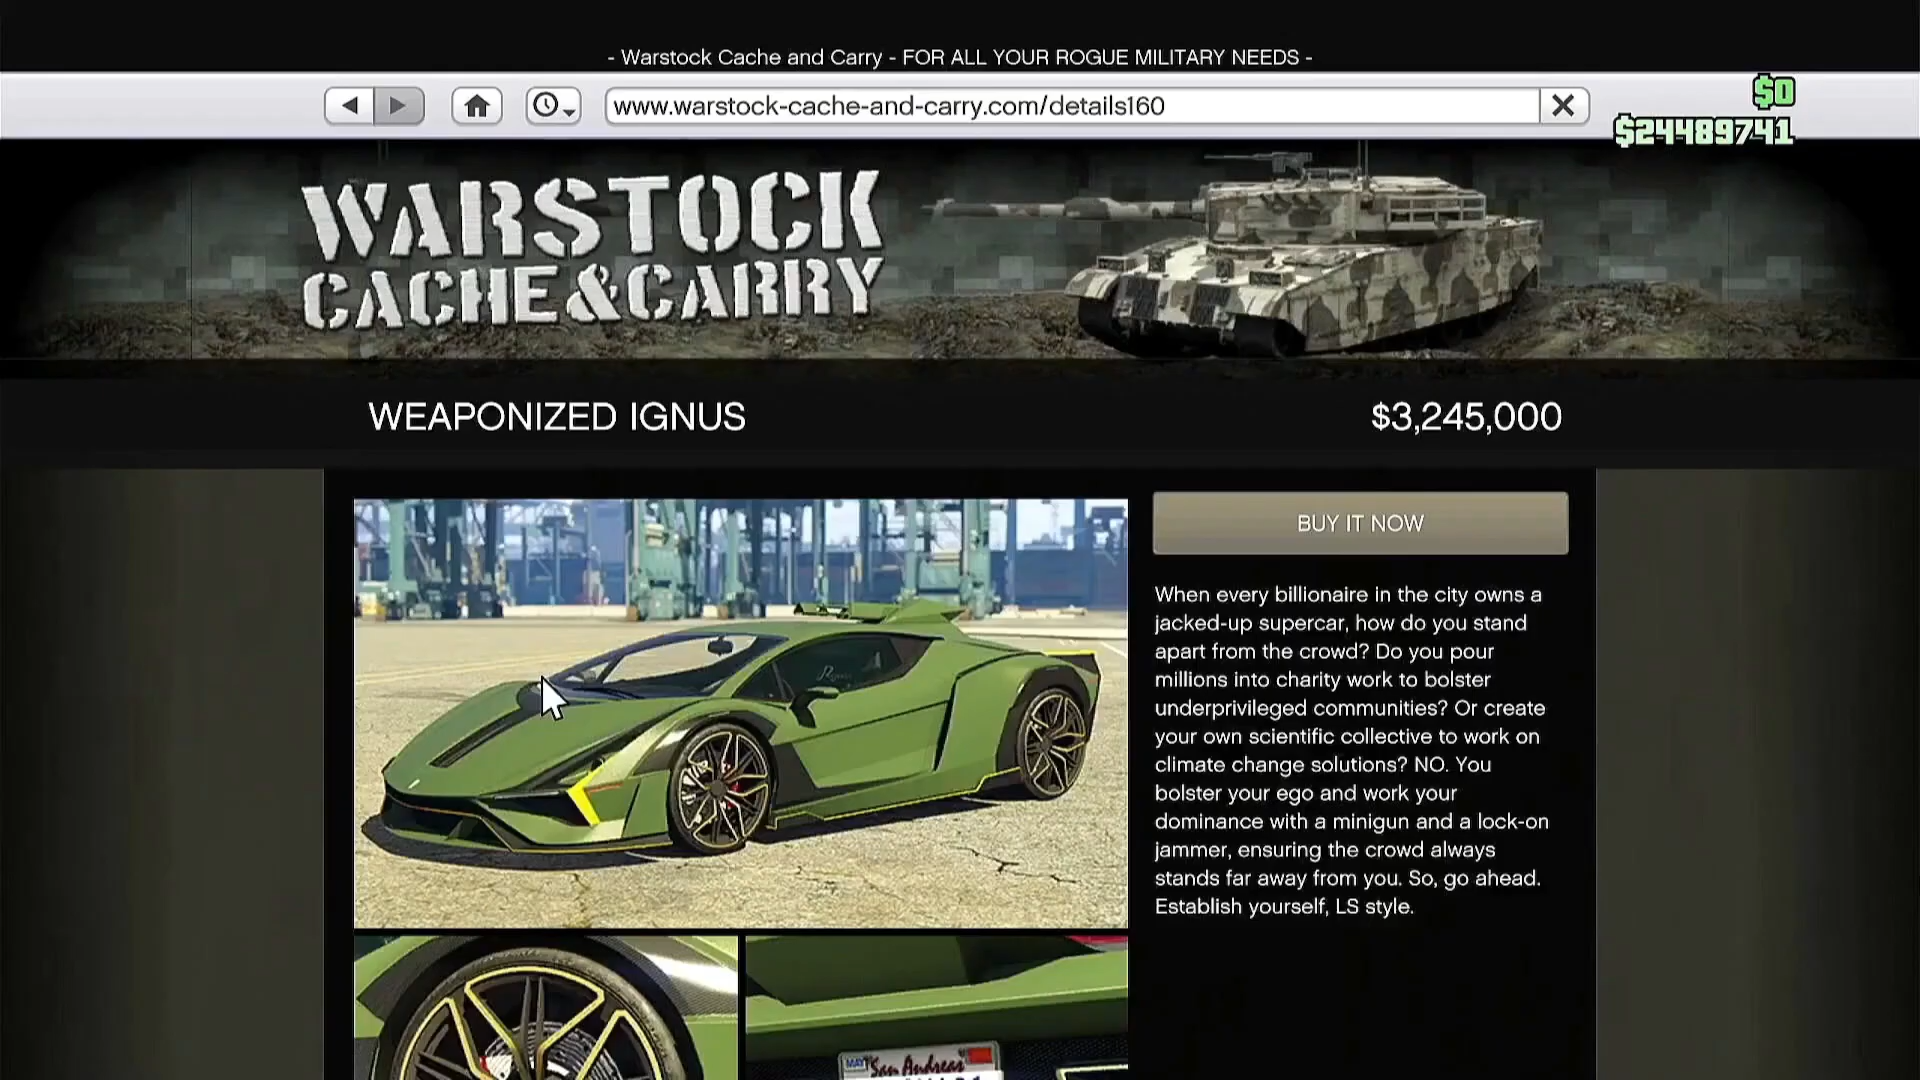 - Warstock Cache and Carry - FOR ALL YOUR ROGUE MILITARY NEEDS -
www.warstock-cache-and-carry.com/details160
$0
$24489741
WARSTOCK
CACHE & CARRY
WEAPONIZED IGNUS
$3,245,000
BUY IT NOW
When every billionaire in the city owns a
jacked-up supercar, how do you stand
apart from the crowd? Do you pour
millions into charity work to bolster
underprivileged communities? Or create
your own scientific collective to work on
climate change solutions? NO. You
bolster your ego and work your
dominance with a minigun and a lock-on
jammer, ensuring the crowd always
stands far away from you. So, go ahead.
Establish yourself, LS style.
MAY San Andreas